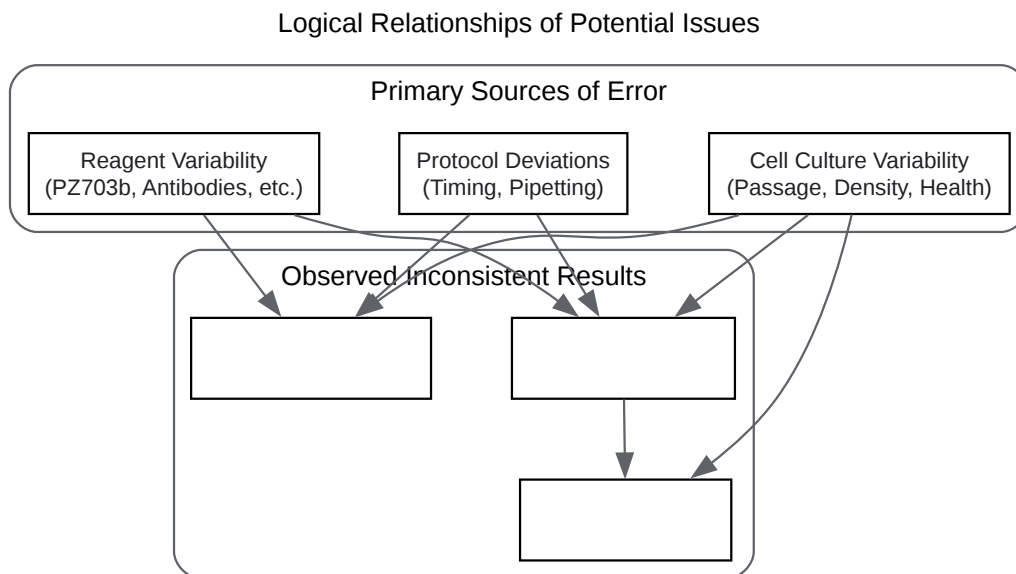 Logical Relationships of Potential Issues
Primary Sources of Error
Reagent Variability
(PZ703b, Antibodies, etc.)
Protocol Deviations
(Timing, Pipetting)
Cell Culture Variability
(Passage, Density, Health)
Observed Inconsistent Results